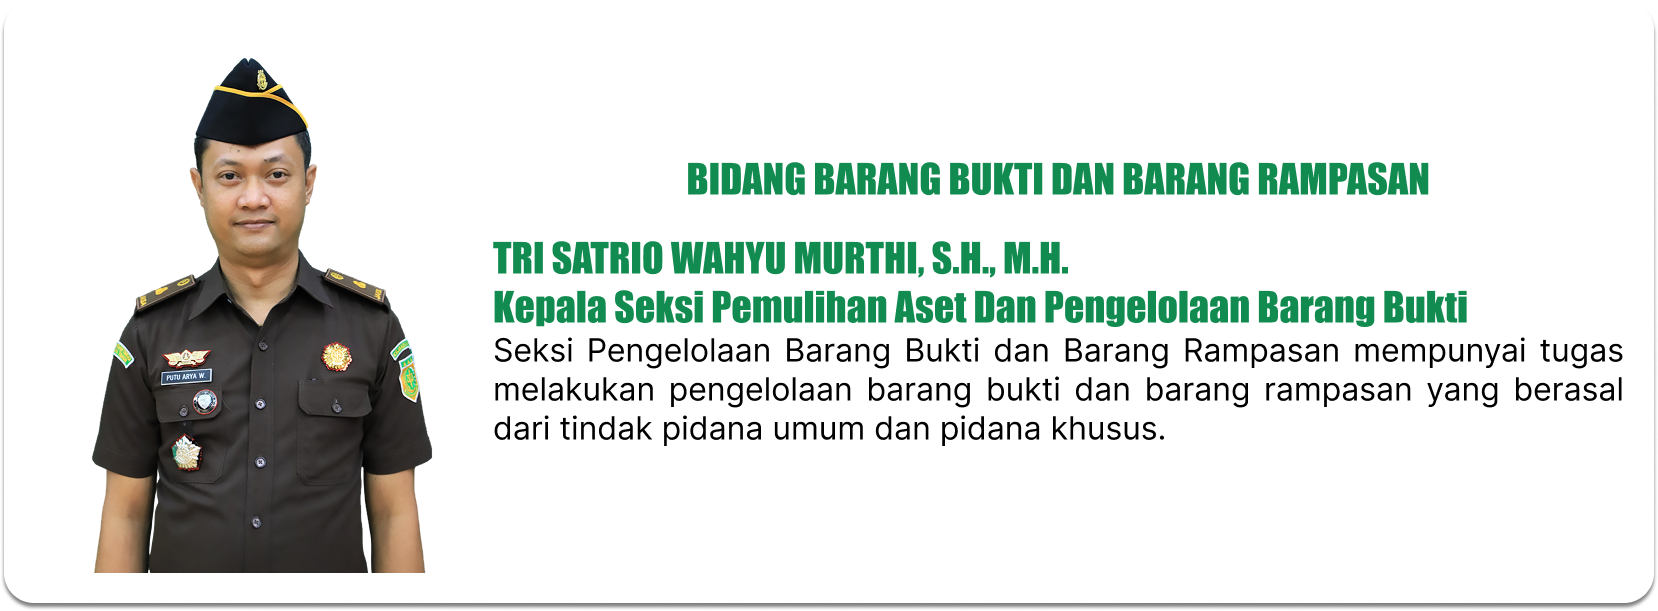 BIDANG BARANG BUKTI DAN BARANG RAMPASAN
TRI SATRIO WAHYU MURTHI, S.H., M.H.
Kepala Seksi Pemulihan Aset Dan Pengelolaan Barang Bukti
Seksi Pengelolaan Barang Bukti dan Barang Rampasan mempunyai tugas
melakukan pengelolaan barang bukti dan barang rampasan yang berasal
dari tindak pidana umum dan pidana khusus.
PUTU ARYA W.